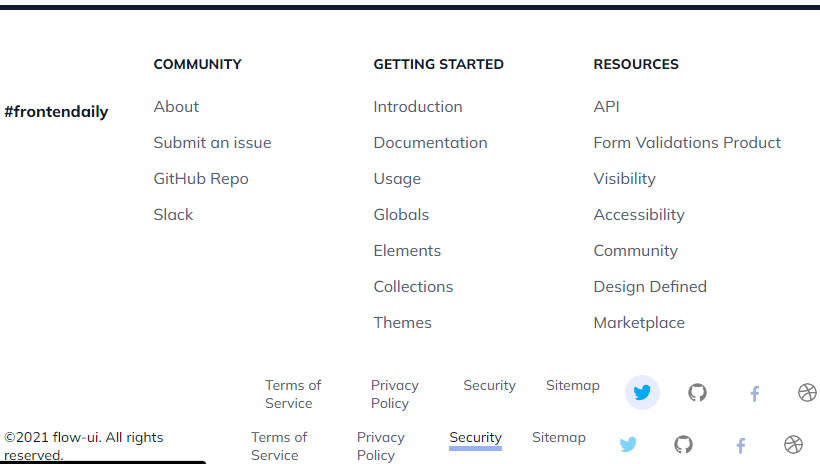 COMMUNITY
GETTING STARTED
RESOURCES
#frontendaily
About
Introduction
API
Submit an issue
Documentation
Form Validations Product
GitHub Repo
Usage
Visibility
Slack
Globals
Accessibility
Elements
Community
Collections
Design Defined
Themes
Marketplace
Terms of
Service
Privacy
Policy
Security
Sitemap
©2021 flow-ui. All rights
reserved.
Terms of
Service
Privacy
Policy
Security
Sitemap